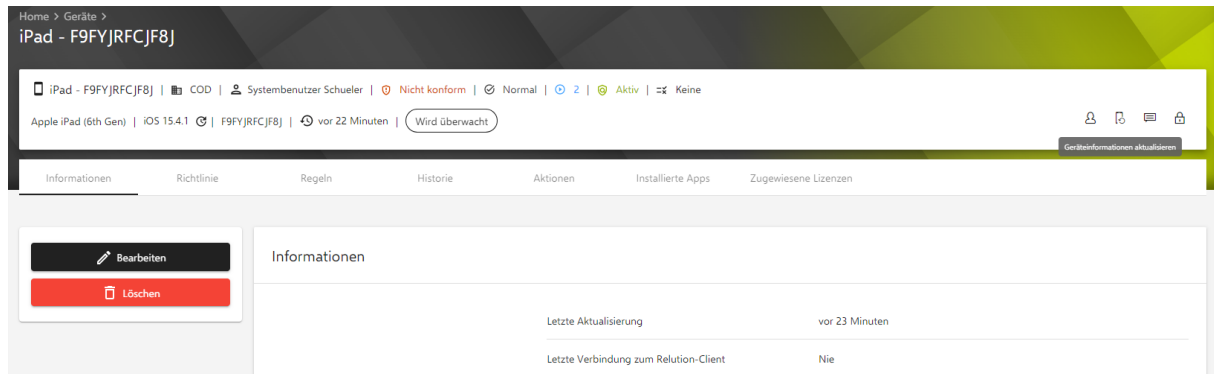 Home > Geräte >
iPad - F9FYJRFCJF8J
iPad - F9FYJRFCJF8J | COD | Systembenutzer Schueler | Nicht konform | Normal | 2 | Aktiv | Keine
Apple iPad (6th Gen) | iOS 15.4.1 | F9FYJRFCJF8J | vor 22 Minuten | Wird überwacht
Geräteinformationen aktualisieren
Informationen Richtlinie Regeln Historie Aktionen Installierte Apps Zugewiesene Lizenzen
Bearbeiten
Löschen
Informationen
Letzte Aktualisierung vor 23 Minuten
Letzte Verbindung zum Relution-Client Nie